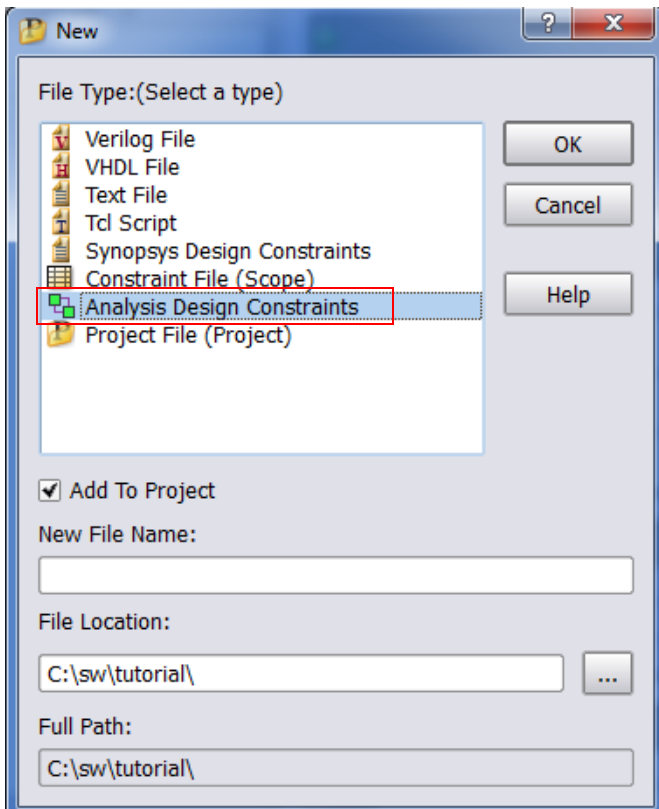 New
File Type:(Select a type)
Verilog File
VHDL File
Text File
Tcl Script
Synopsys Design Constraints
Constraint File (Scope)
Analysis Design Constraints
Project File (Project)
OK
Cancel
Help
Add To Project
New File Name:
File Location:
C:\sw\tutorial\
...
Full Path:
C:\sw\tutorial\